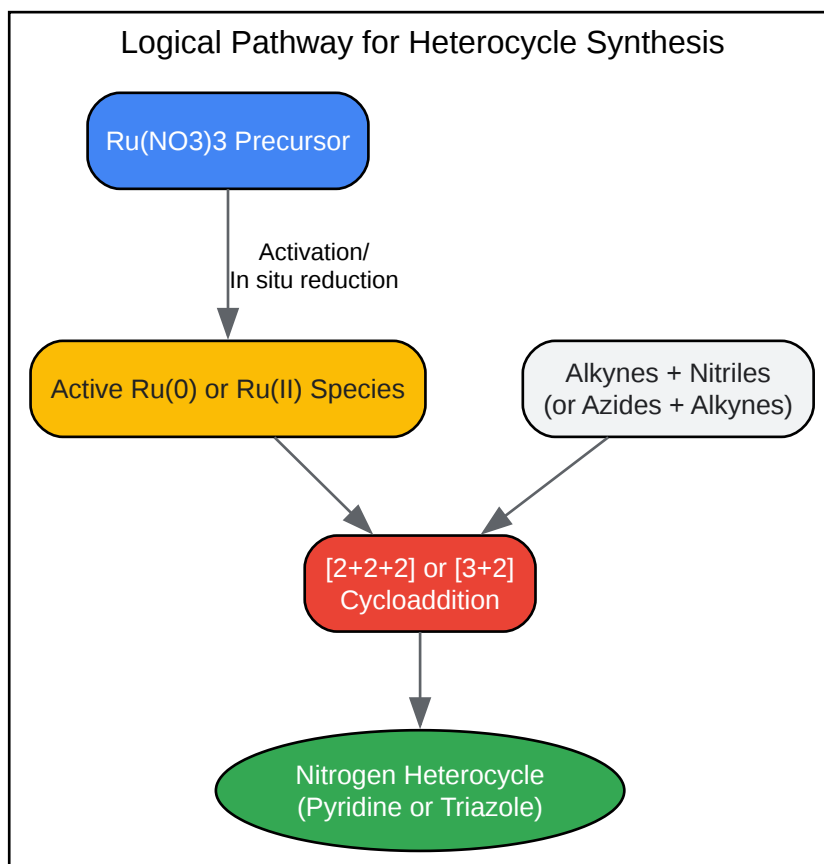 Logical Pathway for Heterocycle Synthesis
Ru(NO3)3 Precursor
Activation/
In situ reduction
Active Ru(0) or Ru(II) Species
Alkynes + Nitriles
(or Azides + Alkynes)
[2+2+2] or [3+2]
Cycloaddition
Nitrogen Heterocycle
(Pyridine or Triazole)